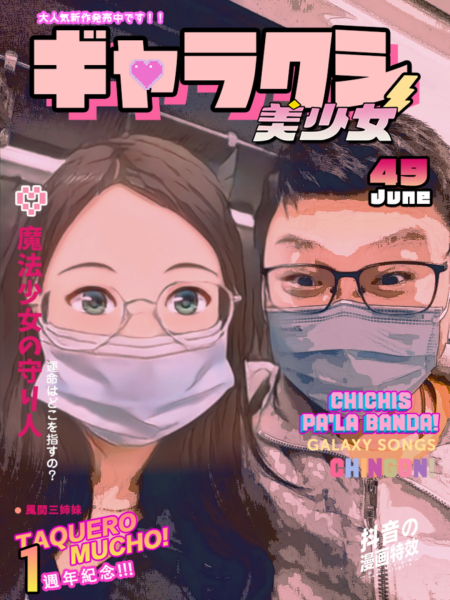 大人気新作発売中です！！
ギャラクシ
美少女
49
June
魔法少女の守り人
運命はどこを指すの？
CHICHIS
PA'LA BANDA!
GALAXY SONGS
CHINGON
風間三姉妹
TAQUERO
MUCHO!
1週年紀念!!!
抖音の
漫画特效